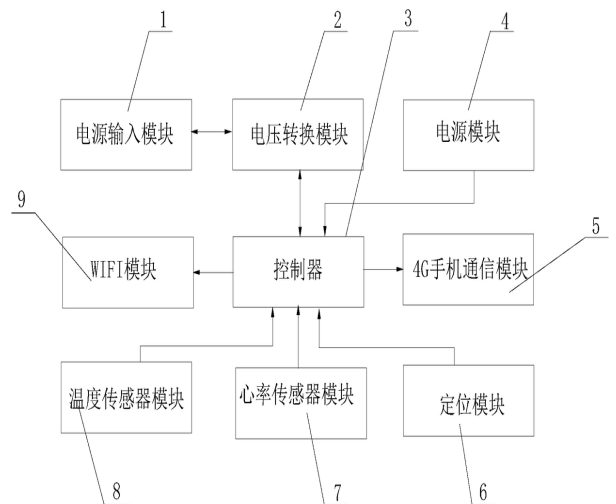 1
2
3
4
电源输入模块
电压转换模块
电源模块
9
5
WIFI模块
控制器
4G手机通信模块
温度传感器模块
心率传感器模块
定位模块
8
7
6